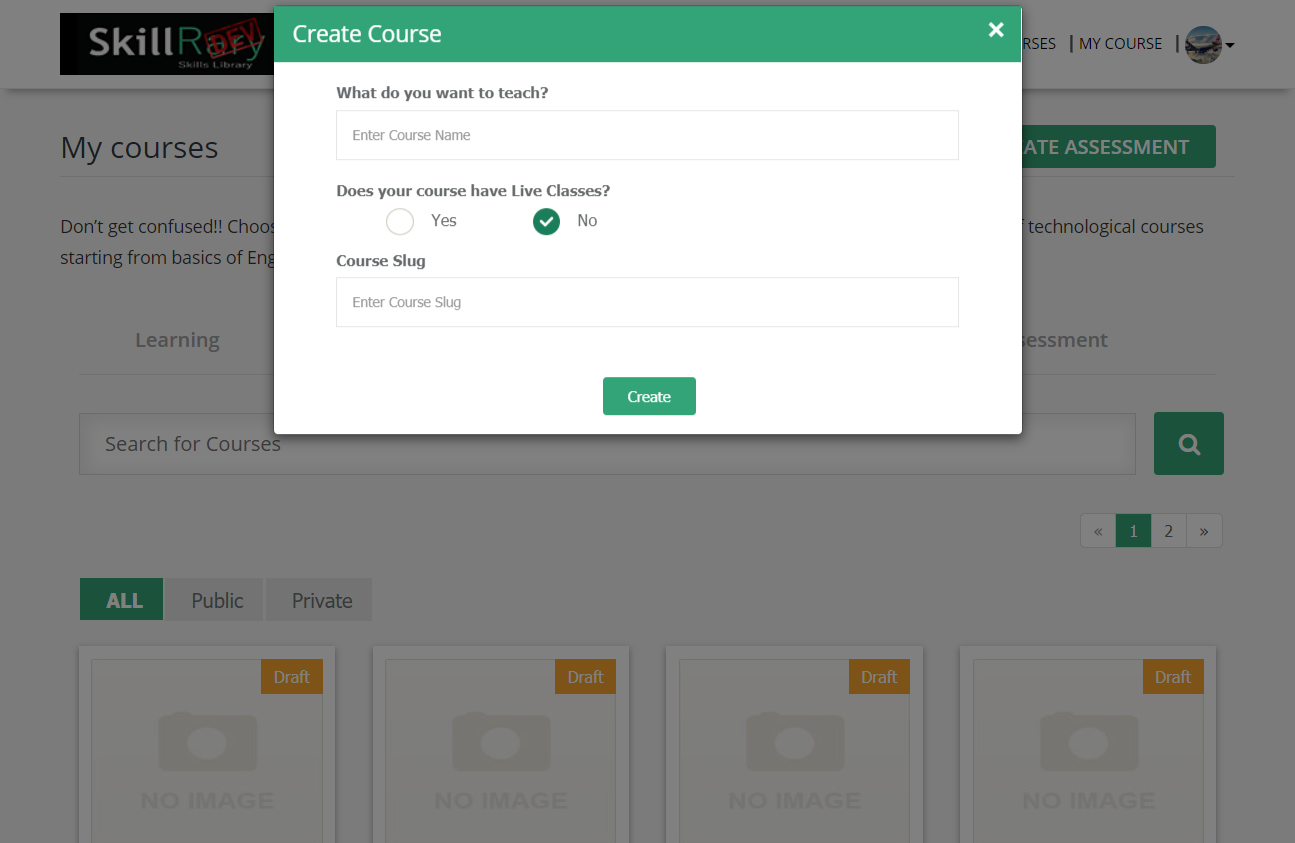 SkillRary
DEV
Skills Library
Create Course
×
RSES
MY COURSE
What do you want to teach?
Enter Course Name
My courses
ATE ASSESSMENT
Does your course have Live Classes?
Yes
No
Don’t get confused!! Choos
f technological courses
starting from basics of Eng
Course Slug
Enter Course Slug
Learning
sessment
Create
Search for Courses
« 1 2 »
ALL Public Private
Draft Draft Draft Draft
NO IMAGE NO IMAGE NO IMAGE NO IMAGE